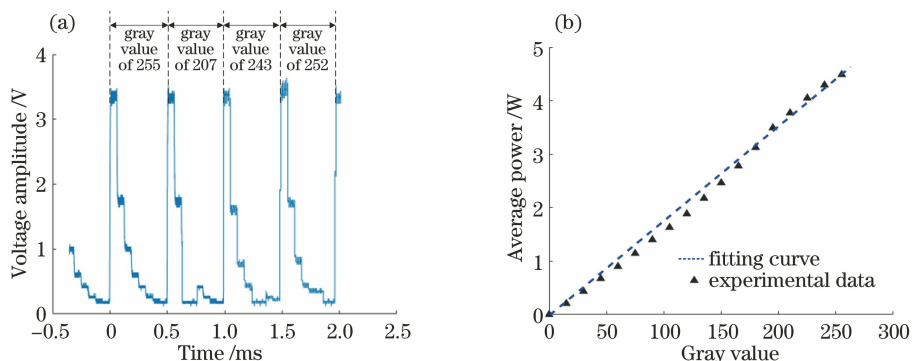 (a)
gray value of 255
gray value of 207
gray value of 243
gray value of 252
Voltage amplitude /V
4
3
2
1
0
−0.5
0
0.5
1.0
1.5
2.0
2.5
Time /ms
(b)
Average power /W
5
4
3
2
1
0
fitting curve
experimental data
0
50
100
150
200
250
300
Gray value